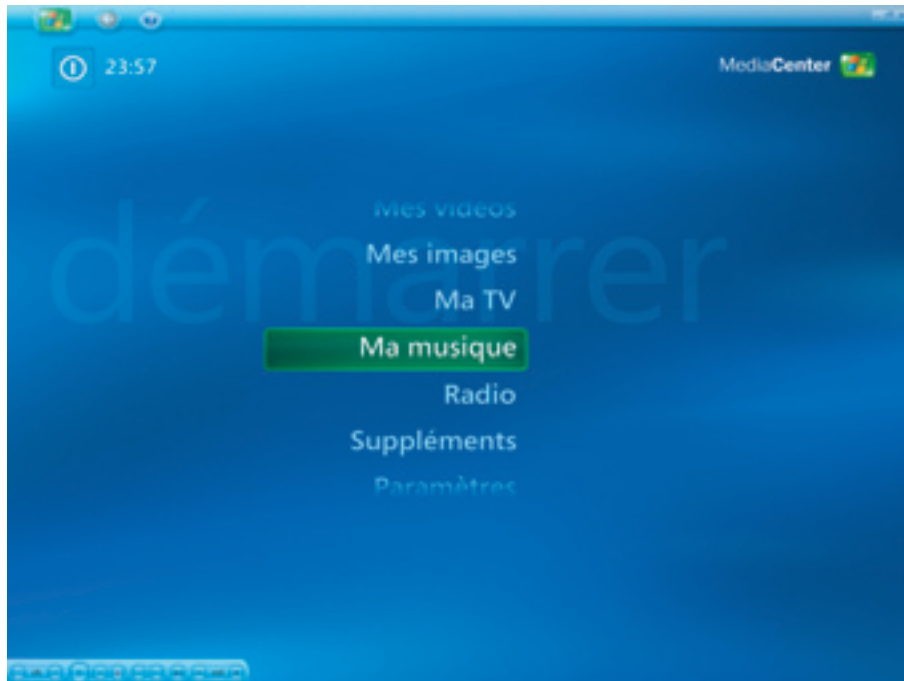 23:57
MediaCenter
démarrer
Mes vidéos
Mes images
Ma TV
Ma musique
Radio
Suppléments
Paramètres